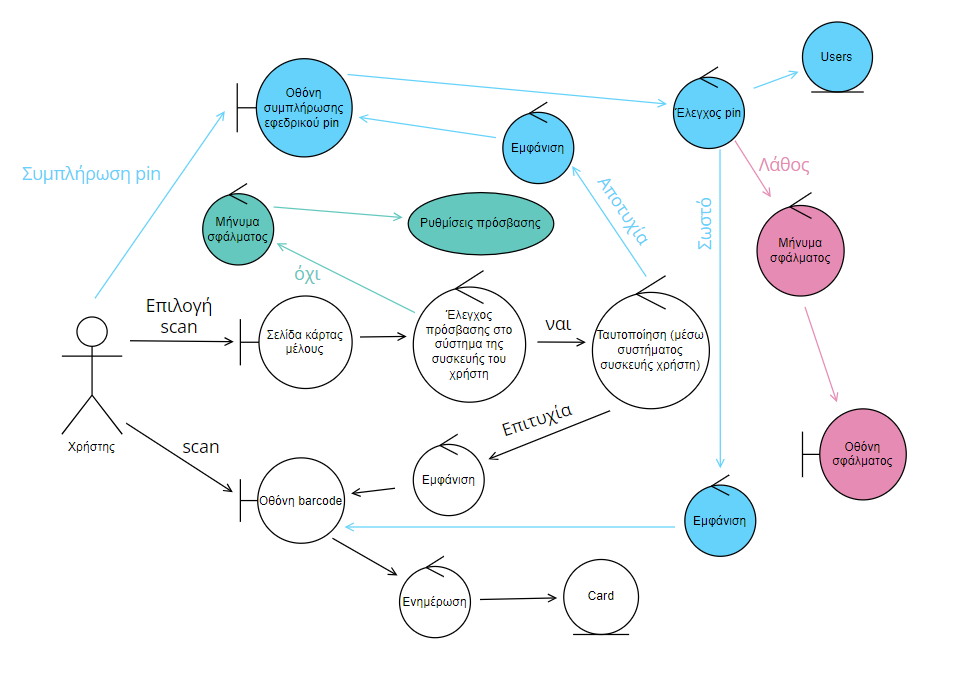 Users
Οθόνη
συμπλήρωσης
εφεδρικού pin
Έλεγχος pin
Εμφάνιση
Συμπλήρωση pin
Λάθος
Αποτυχία
Σωστό
Μήνυμα
σφάλματος
Ρυθμίσεις πρόσβασης
Μήνυμα
σφάλματος
όχι
Επιλογή
scan
Σελίδα κάρτας
μέλους
Έλεγχος
πρόσβασης στο
σύστημα της
συσκευής του
χρήστη
ναι
Ταυτοποίηση (μέσω
συστήματος
συσκευής χρήστη)
Χρήστης
scan
Επιτυχία
Οθόνη
σφάλματος
Εμφάνιση
Οθόνη barcode
Εμφάνιση
Ενημέρωση
Card